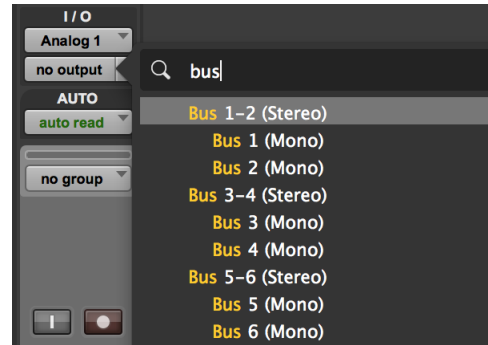 I / O
Analog 1
no output
bus
AUTO
auto read
no group
Bus 1-2 (Stereo)
Bus 1 (Mono)
Bus 2 (Mono)
Bus 3-4 (Stereo)
Bus 3 (Mono)
Bus 4 (Mono)
Bus 5-6 (Stereo)
Bus 5 (Mono)
Bus 6 (Mono)
I